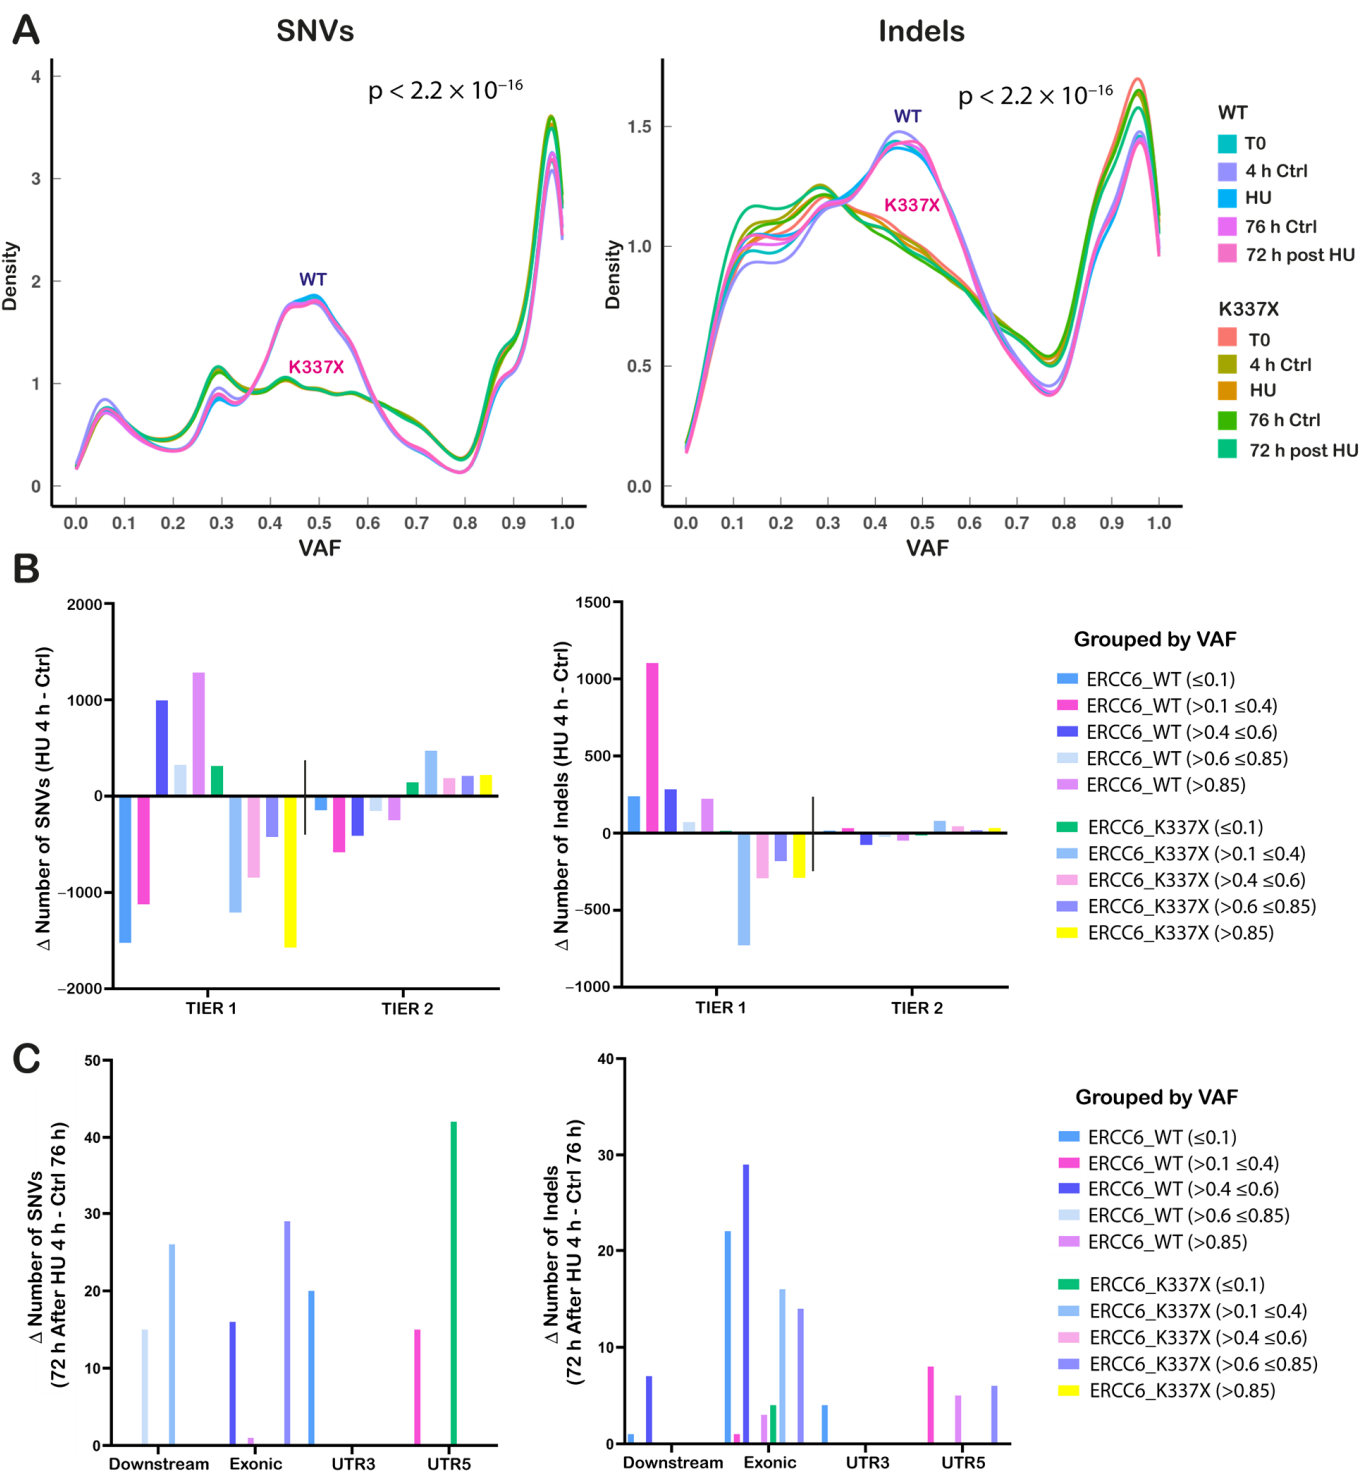 A
SNVs
Indels
p < 2.2 × 10⁻¹⁶
p < 2.2 × 10⁻¹⁶
WT
K337X
WT
K337X
Density
4
3
2
1
0
0.0 0.1 0.2 0.3 0.4 0.5 0.6 0.7 0.8 0.9 1.0
VAF
Density
1.5
1.0
0.5
0.0
0.0 0.1 0.2 0.3 0.4 0.5 0.6 0.7 0.8 0.9 1.0
VAF
WT
T0
4 h Ctrl
HU
76 h Ctrl
72 h post HU
K337X
T0
4 h Ctrl
HU
76 h Ctrl
72 h post HU
B
Δ Number of SNVs (HU 4 h - Ctrl)
2000
1000
0
−1000
−2000
TIER 1 TIER 2
Δ Number of Indels (HU 4 h - Ctrl)
1500
1000
500
0
−500
−1000
TIER 1 TIER 2
Grouped by VAF
ERCC6_WT (≤0.1)
ERCC6_WT (>0.1 ≤0.4)
ERCC6_WT (>0.4 ≤0.6)
ERCC6_WT (>0.6 ≤0.85)
ERCC6_WT (>0.85)
ERCC6_K337X (≤0.1)
ERCC6_K337X (>0.1 ≤0.4)
ERCC6_K337X (>0.4 ≤0.6)
ERCC6_K337X (>0.6 ≤0.85)
ERCC6_K337X (>0.85)
C
Δ Number of SNVs
(72 h After HU 4 h - Ctrl 76 h)
50
40
30
20
10
0
Downstream Exonic UTR3 UTR5
Δ Number of Indels
(72 h After HU 4 h - Ctrl 76 h)
40
30
20
10
0
Downstream Exonic UTR3 UTR5
Grouped by VAF
ERCC6_WT (≤0.1)
ERCC6_WT (>0.1 ≤0.4)
ERCC6_WT (>0.4 ≤0.6)
ERCC6_WT (>0.6 ≤0.85)
ERCC6_WT (>0.85)
ERCC6_K337X (≤0.1)
ERCC6_K337X (>0.1 ≤0.4)
ERCC6_K337X (>0.4 ≤0.6)
ERCC6_K337X (>0.6 ≤0.85)
ERCC6_K337X (>0.85)